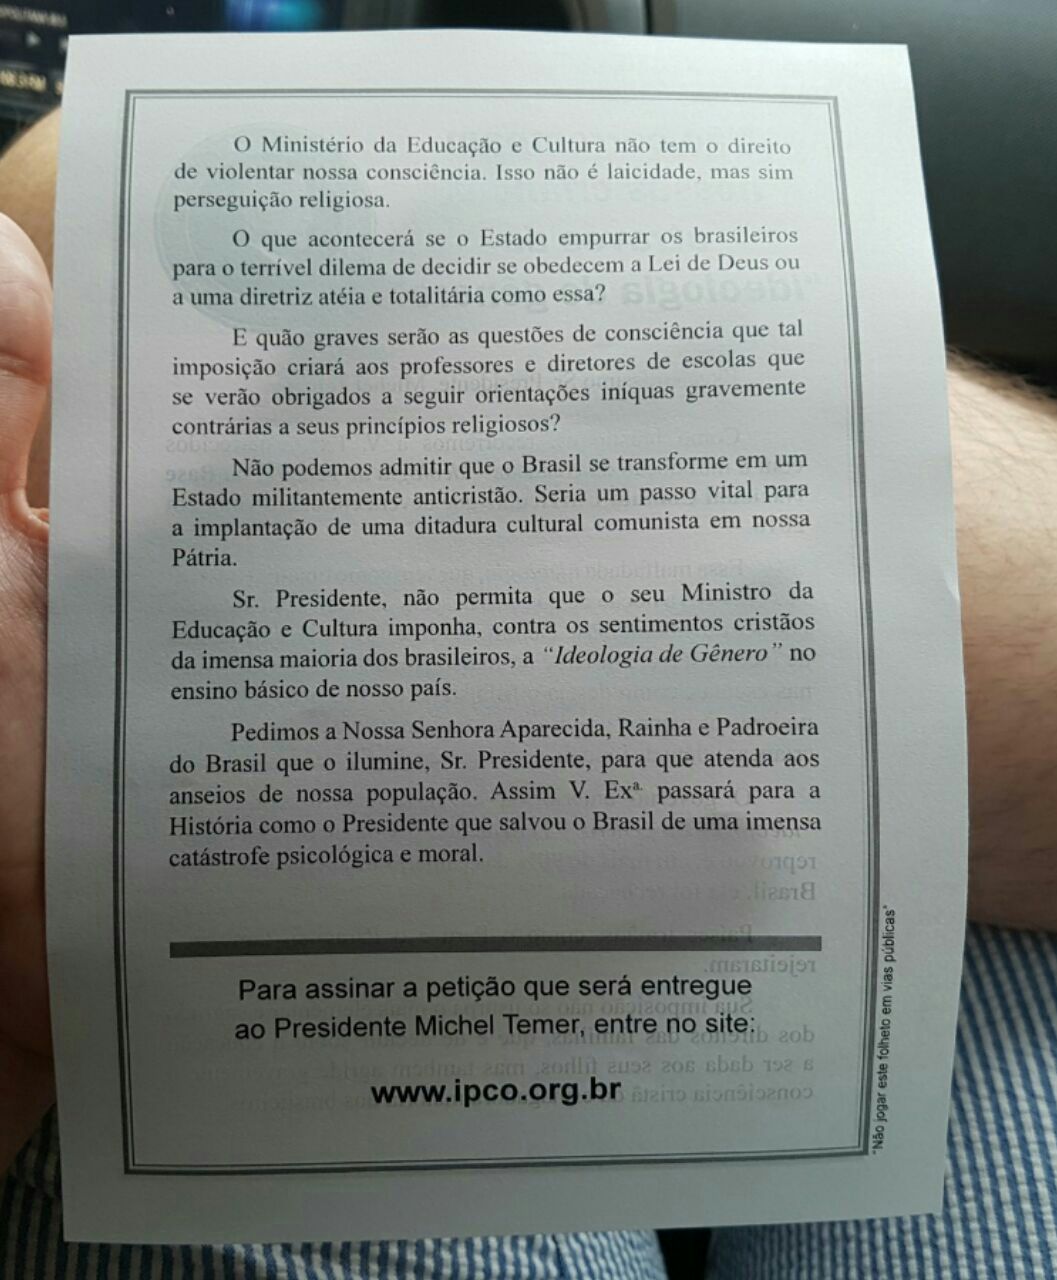 O Ministério da Educação e Cultura não tem o direito
de violentar nossa consciência. Isso não é laicidade, mas sim
perseguição religiosa.
O que acontecerá se o Estado empurrar os brasileiros
para o terrível dilema de decidir se obedecem a Lei de Deus ou
a uma diretriz atéia e totalitária como essa?
E quão graves serão as questões de consciência que tal
imposição criará aos professores e diretores de escolas que
se verão obrigados a seguir orientações iníquas gravemente
contrárias a seus princípios religiosos?
Não podemos admitir que o Brasil se transforme em um
Estado militantemente anticristão. Seria um passo vital para
a implantação de uma ditadura cultural comunista em nossa
Pátria.
Sr. Presidente, não permita que o seu Ministro da
Educação e Cultura imponha, contra os sentimentos cristãos
da imensa maioria dos brasileiros, a “Ideologia de Gênero” no
ensino básico de nosso país.
Pedimos a Nossa Senhora Aparecida, Rainha e Padroeira
do Brasil que o ilumine, Sr. Presidente, para que atenda aos
anseios de nossa população. Assim V. Exª. passará para a
História como o Presidente que salvou o Brasil de uma imensa
catástrofe psicológica e moral.
Para assinar a petição que será entregue
ao Presidente Michel Temer, entre no site:
www.ipco.org.br
"Não jogar este folheto em vias públicas"